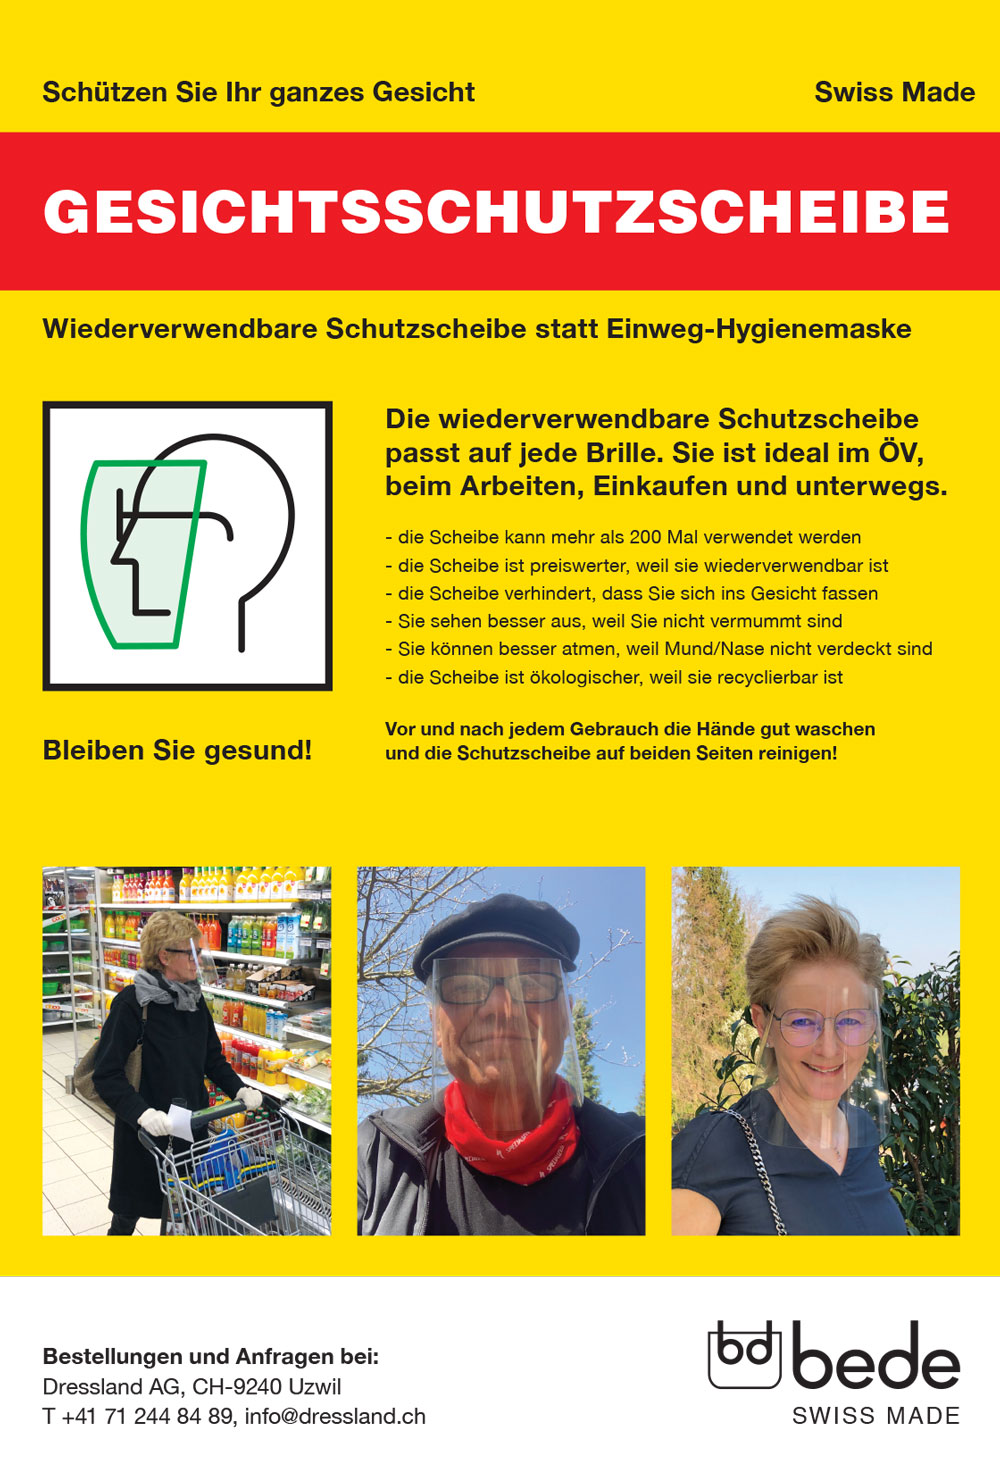 Schützen Sie Ihr ganzes Gesicht
Swiss Made
GESICHTSSCHUTZSCHEIBE
Wiederverwendbare Schutzscheibe statt Einweg-Hygienemaske
Die wiederverwendbare Schutzscheibe
passt auf jede Brille. Sie ist ideal im ÖV,
beim Arbeiten, Einkaufen und unterwegs.
- die Scheibe kann mehr als 200 Mal verwendet werden
- die Scheibe ist preiswerter, weil sie wiederverwendbar ist
- die Scheibe verhindert, dass Sie sich ins Gesicht fassen
- Sie sehen besser aus, weil Sie nicht vermummt sind
- Sie können besser atmen, weil Mund/Nase nicht verdeckt sind
- die Scheibe ist ökologischer, weil sie recyclierbar ist
Vor und nach jedem Gebrauch die Hände gut waschen
und die Schutzscheibe auf beiden Seiten reinigen!
Bleiben Sie gesund!
Bestellungen und Anfragen bei:
Dressland AG, CH-9240 Uzwil
T +41 71 244 84 89, info@dressland.ch
bd bede
SWISS MADE